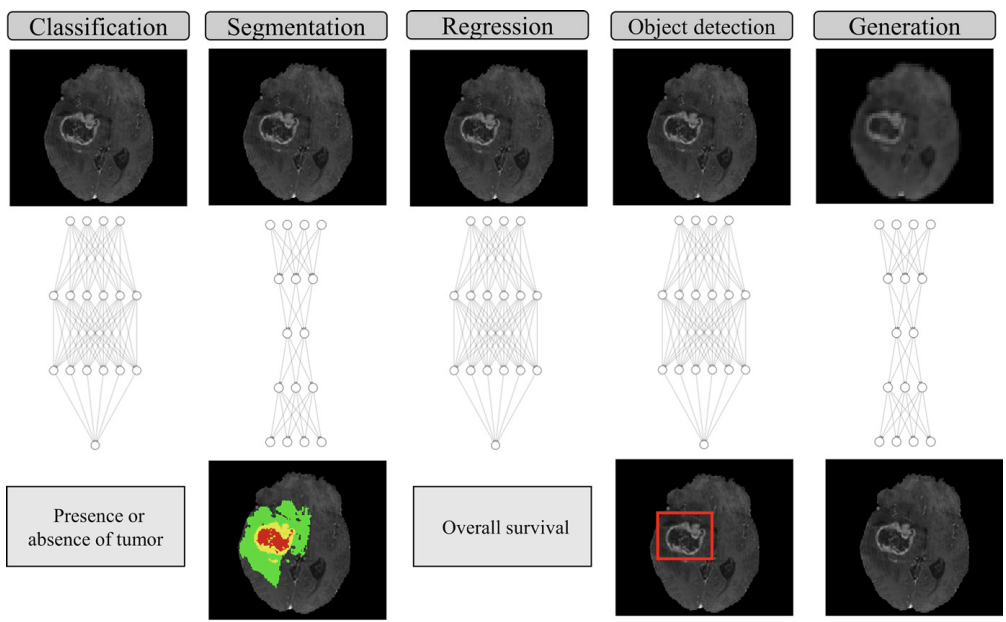 Classification
Segmentation
Regression
Object detection
Generation
Presence or
absence of tumor
Overall survival